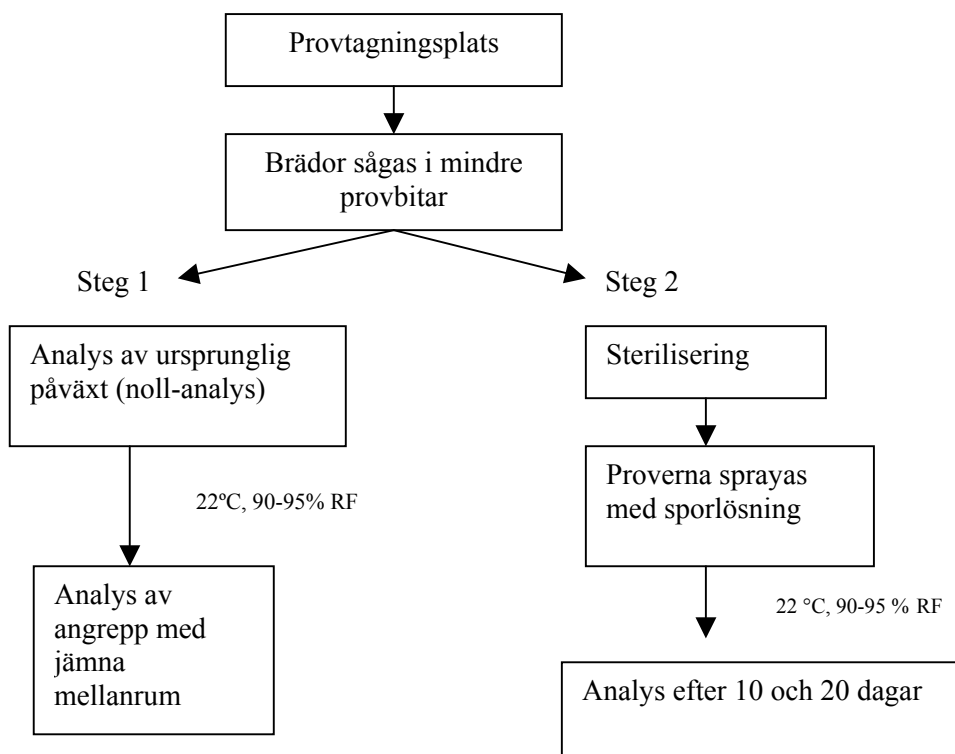 Provtagningsplats
Brädor sågas i mindre
provbitar
Steg 1
Steg 2
Analys av ursprunglig
påväxt (noll-analys)
Sterilisering
22ºC, 90-95% RF
Proverna sprayas
med sporlösning
Analys av
angrepp med
jämna
mellanrum
22 °C, 90-95 % RF
Analys efter 10 och 20 dagar